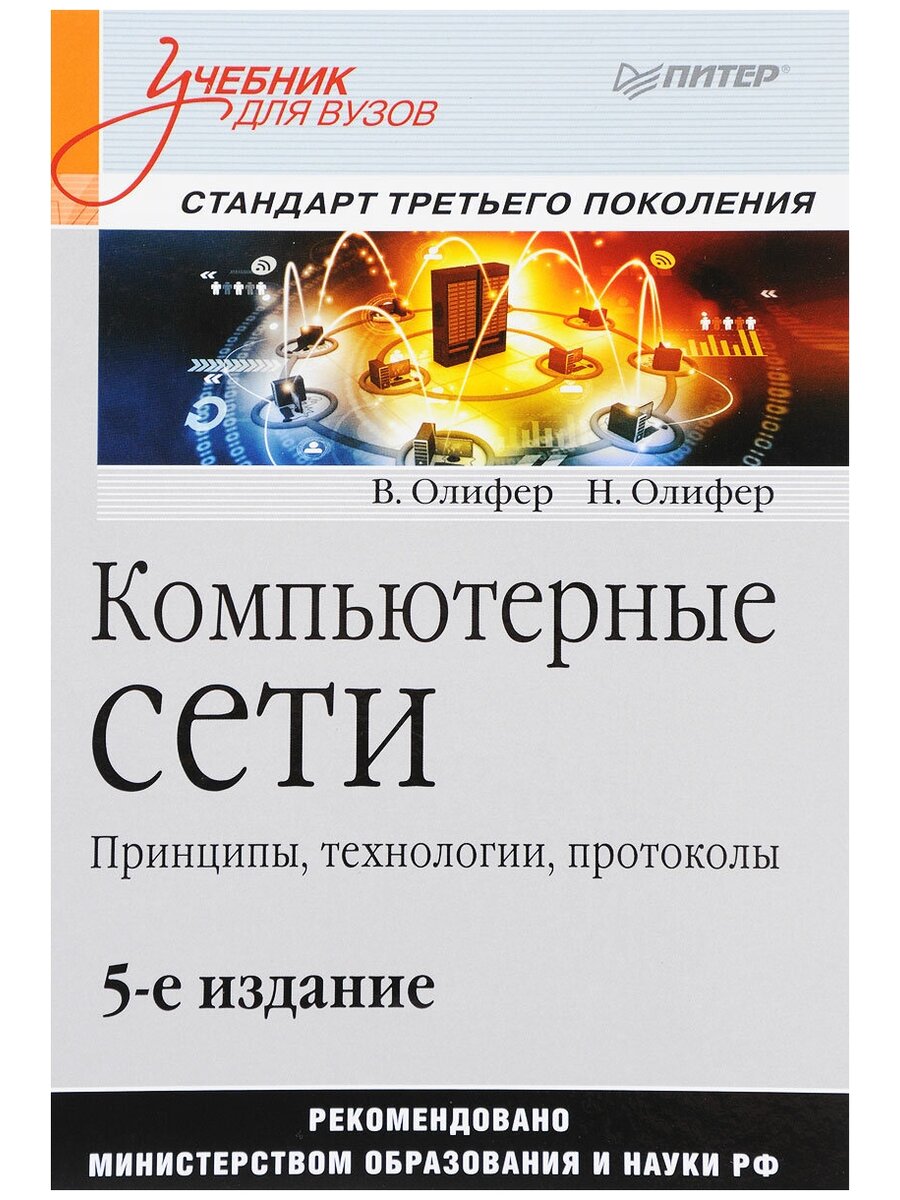 УЧЕБНИК
ДЛЯ ВУЗОВ
ПИТЕР®
СТАНДАРТ ТРЕТЬЕГО ПОКОЛЕНИЯ
В. Олифер Н. Олифер
Компьютерные
сети
Принципы, технологии, протоколы
5-е издание
РЕКОМЕНДОВАНО
МИНИСТЕРСТВОМ ОБРАЗОВАНИЯ И НАУКИ РФ